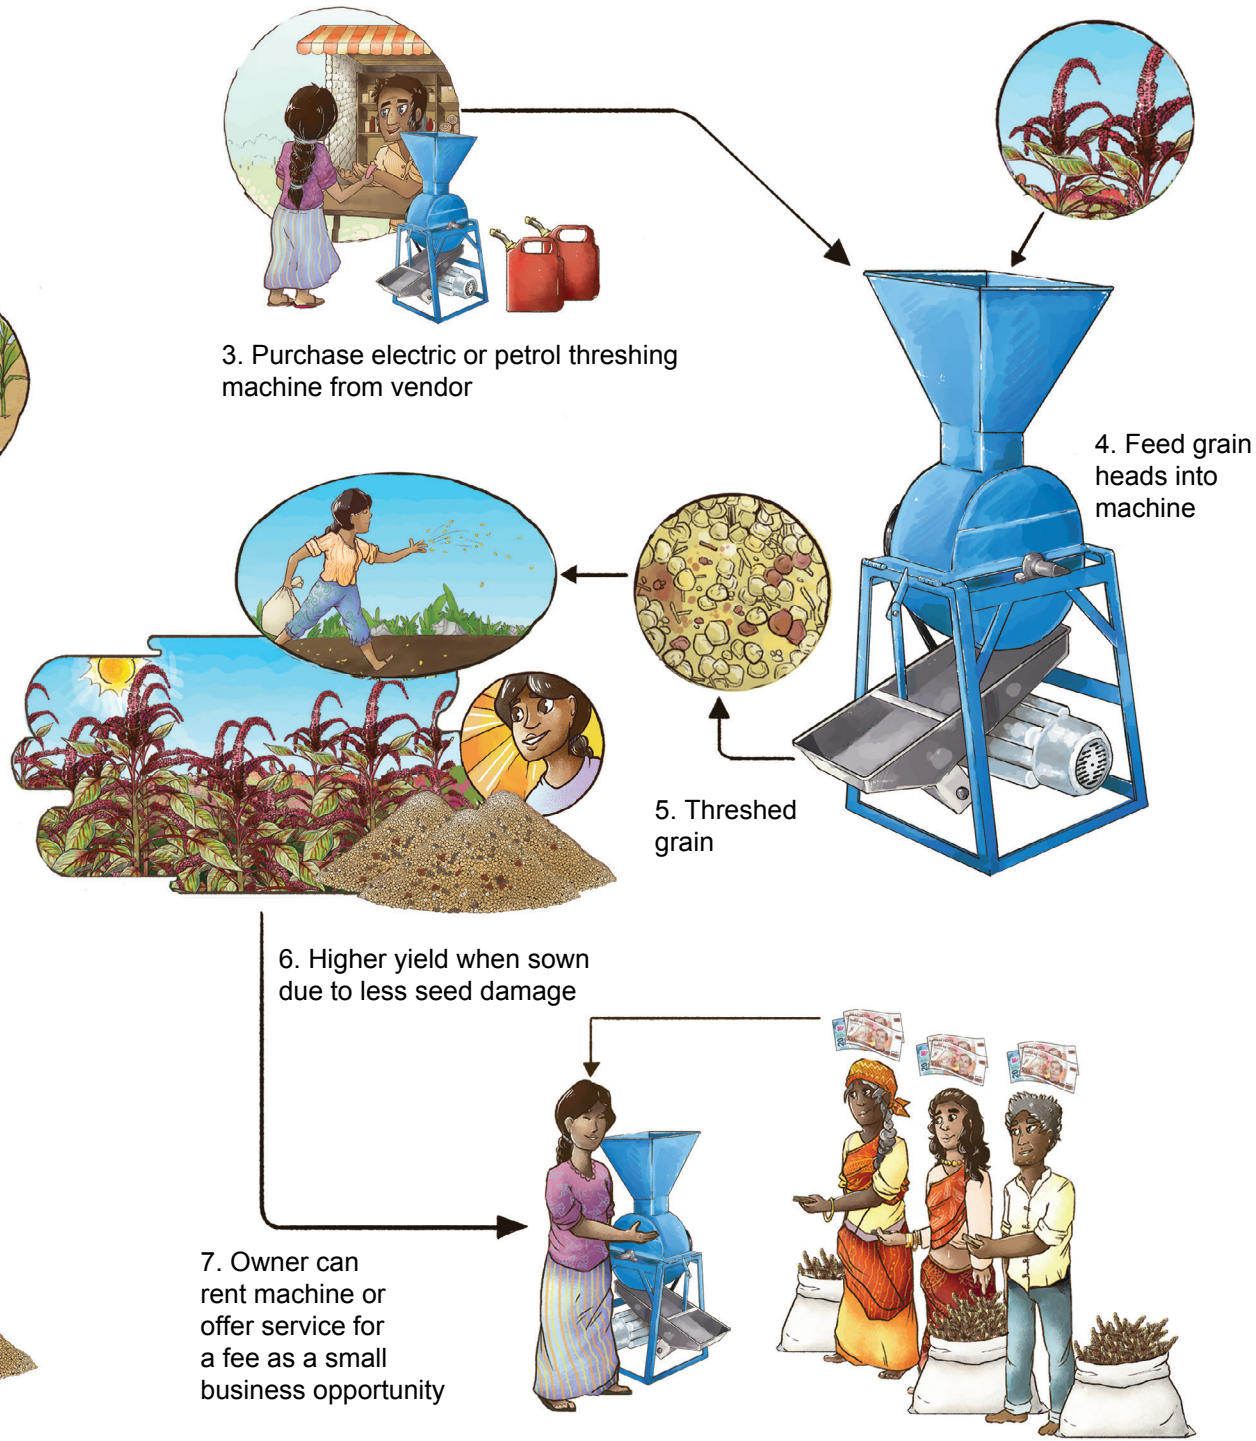 3. Purchase electric or petrol threshing
machine from vendor
4. Feed grain
heads into
machine
5. Threshed
grain
6. Higher yield when sown
due to less seed damage
7. Owner can
rent machine or
offer service for
a fee as a small
business opportunity